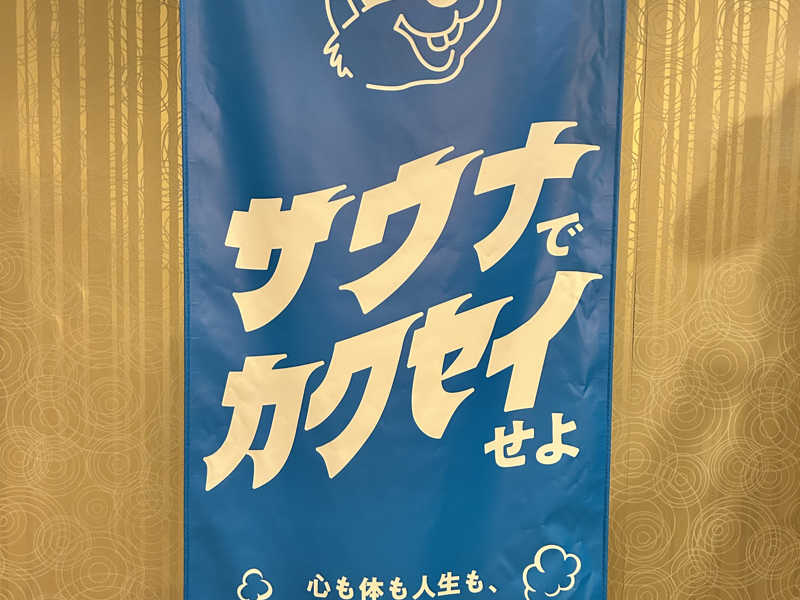 サウナで
カクセイ
せよ
心も体も人生も、